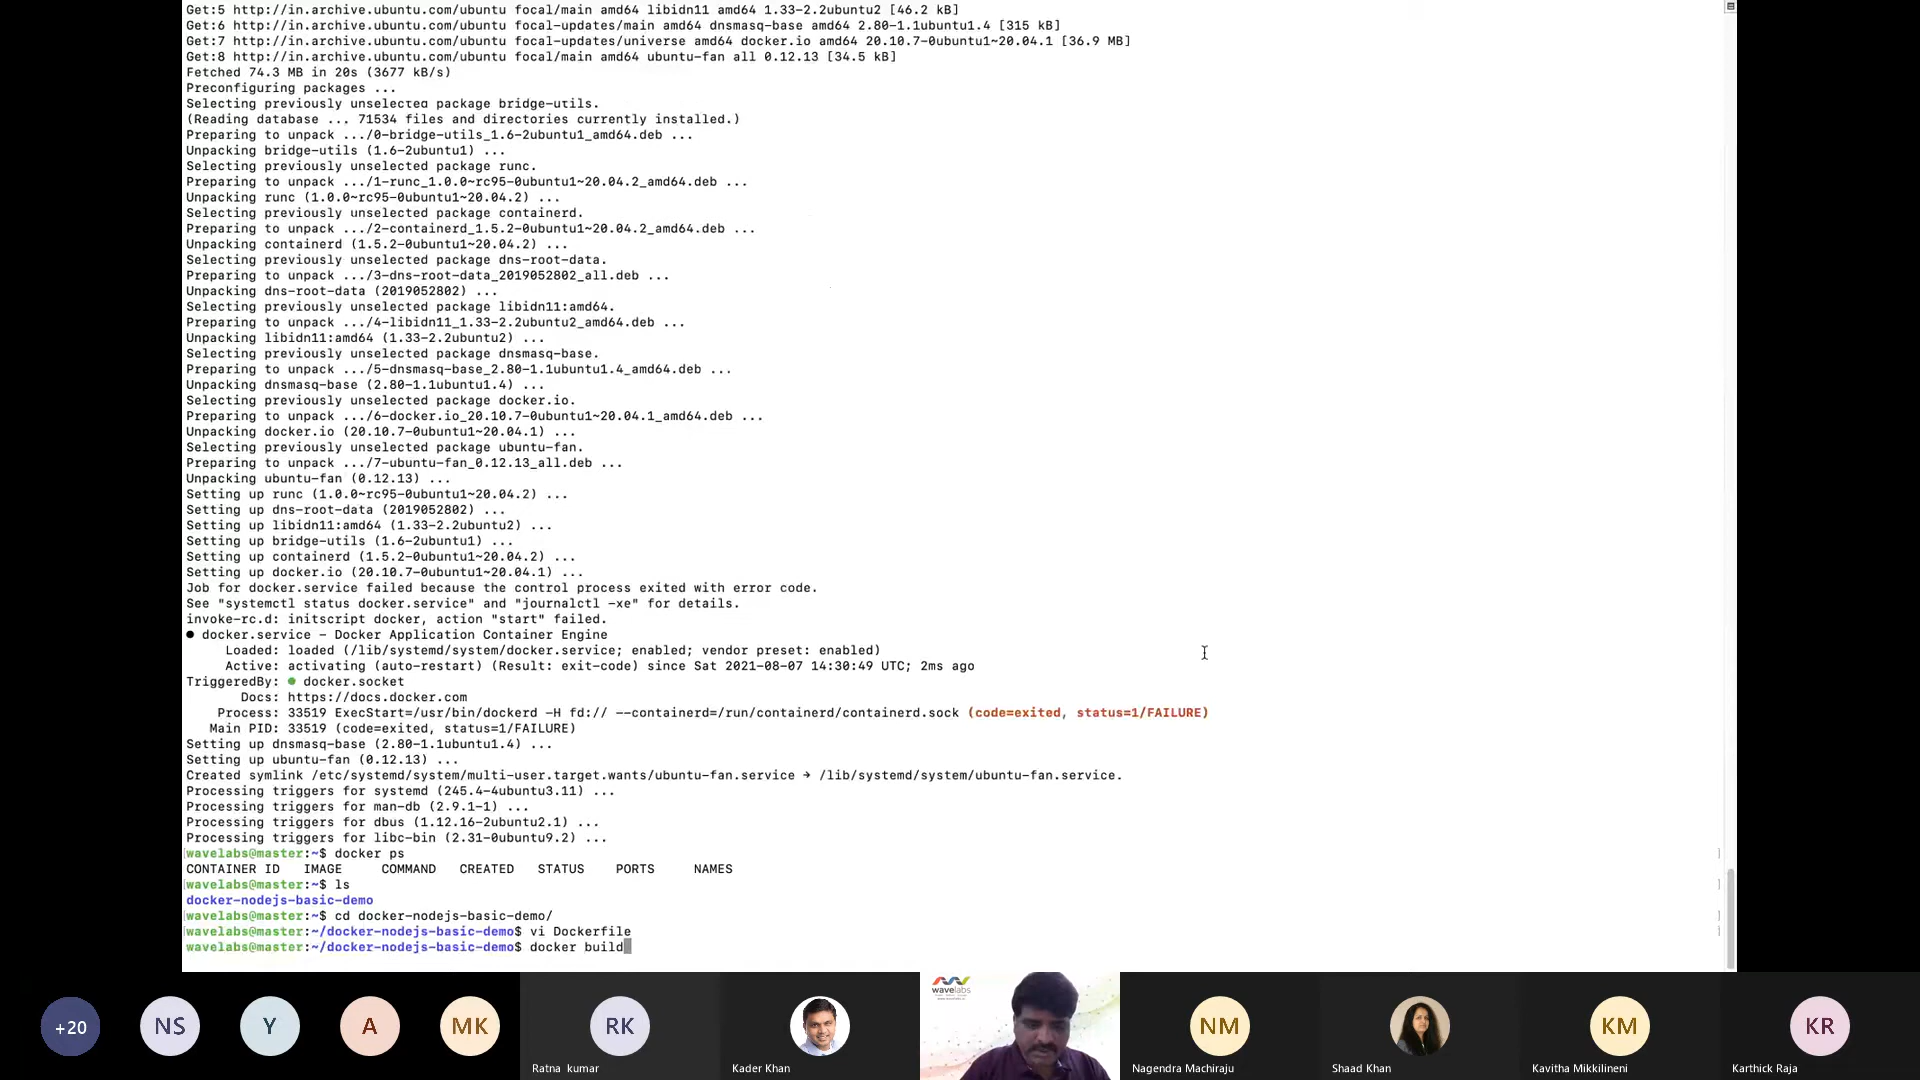 Get:5 http://in.archive.ubuntu.com/ubuntu focal/main amd64 libidn11 amd64 1.33-2.2ubuntu2 [46.2 kB]
Get:6 http://in.archive.ubuntu.com/ubuntu focal-updates/main amd64 dnsmasq-base amd64 2.80-1.1ubuntu1.4 [315 kB]
Get:7 http://in.archive.ubuntu.com/ubuntu focal-updates/universe amd64 docker.io amd64 20.10.7-0ubuntu1~20.04.1 [36.9 MB]
Get:8 http://in.archive.ubuntu.com/ubuntu focal/main amd64 ubuntu-fan all 0.12.13 [34.5 kB]
Fetched 74.3 MB in 20s (3677 kB/s)
Preconfiguring packages ...
Selecting previously unselected package bridge-utils.
(Reading database ... 71534 files and directories currently installed.)
Preparing to unpack .../0-bridge-utils_1.6-2ubuntu1_amd64.deb ...
Unpacking bridge-utils (1.6-2ubuntu1) ...
Selecting previously unselected package runc.
Preparing to unpack .../1-runc_1.0.0~rc95-0ubuntu1~20.04.2_amd64.deb ...
Unpacking runc (1.0.0~rc95-0ubuntu1~20.04.2) ...
Selecting previously unselected package containerd.
Preparing to unpack .../2-containerd_1.5.2-0ubuntu1~20.04.2_amd64.deb ...
Unpacking containerd (1.5.2-0ubuntu1~20.04.2) ...
Selecting previously unselected package dns-root-data.
Preparing to unpack .../3-dns-root-data_2019052802_all.deb ...
Unpacking dns-root-data (2019052802) ...
Selecting previously unselected package libidn11:amd64.
Preparing to unpack .../4-libidn11_1.33-2.2ubuntu2_amd64.deb ...
Unpacking libidn11:amd64 (1.33-2.2ubuntu2) ...
Selecting previously unselected package dnsmasq-base.
Preparing to unpack .../5-dnsmasq-base_2.80-1.1ubuntu1.4_amd64.deb ...
Unpacking dnsmasq-base (2.80-1.1ubuntu1.4) ...
Selecting previously unselected package docker.io.
Preparing to unpack .../6-docker.io_20.10.7-0ubuntu1~20.04.1_amd64.deb ...
Unpacking docker.io (20.10.7-0ubuntu1~20.04.1) ...
Selecting previously unselected package ubuntu-fan.
Preparing to unpack .../7-ubuntu-fan_0.12.13_all.deb ...
Unpacking ubuntu-fan (0.12.13) ...
Setting up runc (1.0.0~rc95-0ubuntu1~20.04.2) ...
Setting up dns-root-data (2019052802) ...
Setting up libidn11:amd64 (1.33-2.2ubuntu2) ...
Setting up bridge-utils (1.6-2ubuntu1) ...
Setting up containerd (1.5.2-0ubuntu1~20.04.2) ...
Setting up docker.io (20.10.7-0ubuntu1~20.04.1) ...
Job for docker.service failed because the control process exited with error code.
See "systemctl status docker.service" and "journalctl -xe" for details.
invoke-rc.d: initscript docker, action "start" failed.
● docker.service - Docker Application Container Engine
Loaded: loaded (/lib/systemd/system/docker.service; enabled; vendor preset: enabled)
Active: activating (auto-restart) (Result: exit-code) since Sat 2021-08-07 14:30:49 UTC; 2ms ago
TriggeredBy: ● docker.socket
Docs: https://docs.docker.com
Process: 33519 ExecStart=/usr/bin/dockerd -H fd:// --containerd=/run/containerd/containerd.sock (code=exited, status=1/FAILURE)
Main PID: 33519 (code=exited, status=1/FAILURE)
Setting up dnsmasq-base (2.80-1.1ubuntu1.4) ...
Setting up ubuntu-fan (0.12.13) ...
Created symlink /etc/systemd/system/multi-user.target.wants/ubuntu-fan.service → /lib/systemd/system/ubuntu-fan.service.
Processing triggers for systemd (245.4-4ubuntu3.11) ...
Processing triggers for man-db (2.9.1-1) ...
Processing triggers for dbus (1.12.16-2ubuntu2.1) ...
Processing triggers for libc-bin (2.31-0ubuntu9.2) ...
wavelabs@master:~$ docker ps
CONTAINER ID   IMAGE     COMMAND   CREATED   STATUS    PORTS     NAMES
wavelabs@master:~$ ls
docker-nodejs-basic-demo
wavelabs@master:~$ cd docker-nodejs-basic-demo/
wavelabs@master:~/docker-nodejs-basic-demo$ vi Dockerfile
wavelabs@master:~/docker-nodejs-basic-demo$ docker build
+20 NS Y A MK RK NM KM KR
wavelabs
Ratna kumar Kader Khan Nagendra Machiraju Shaad Khan Kavitha Mikkilineni Karthick Raja